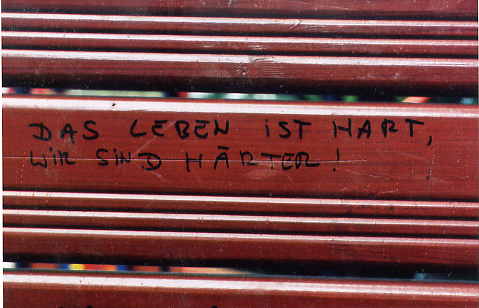 DAS LEBEN IST HART,
WIR SIND HÄRTER!